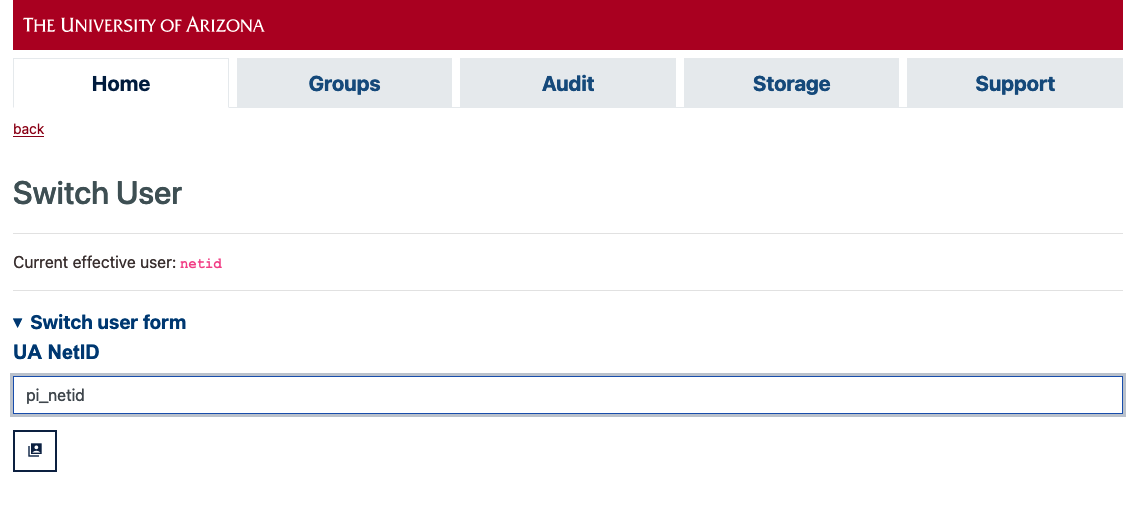 THE UNIVERSITY OF ARIZONA
Home Groups Audit Storage Support
back
Switch User
Current effective user: netid
▾ Switch user form
UA NetID
pi_netid